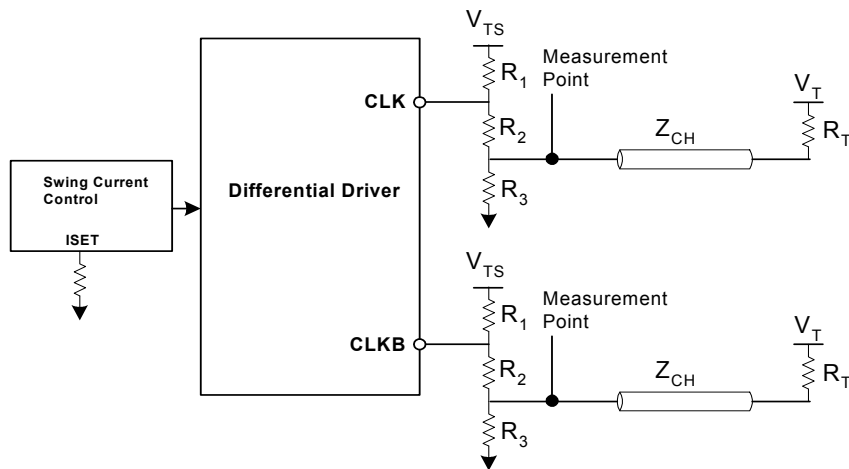 V_TS
R_1
Measurement
Point
CLK
R_2
V_T
R_T
Z_CH
R_3
Swing Current
Control
ISET
Differential Driver
V_TS
R_1
Measurement
Point
CLKB
R_2
V_T
R_T
Z_CH
R_3